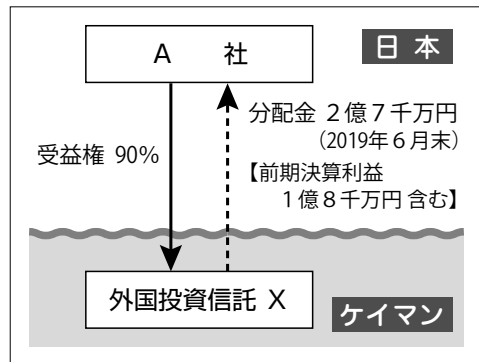 A 社
日本
分配金 2億7千万円
(2019年6月末)
受益権 90%
【前期決算利益
1億8千万円 含む】
外国投資信託 X
ケイマン